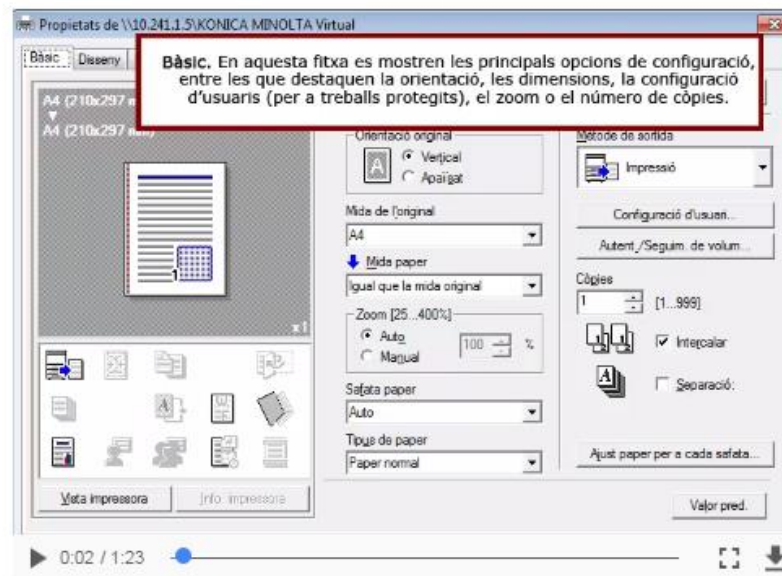 Propietats de \\10.241.1.5\KONICA MINOLTA Virtual
Bàsic
Disseny
Bàsic. En aquesta fitxa es mostren les principals opcions de configuració,
entre les que destaquen la orientació, les dimensions, la configuració
d'usuaris (per a treballs protegits), el zoom o el número de còpies.
A4 (210x297 m
A4 (210x297 mm)
1
x1
Vista impressora
Info. impressora
Orientació original
A
Vertical
Apaïsat
Mida de l'original
A4
Mida paper
Igual que la mida original
Zoom [25...400%]
Auto
Manual
100
%
Safata paper
Auto
Tipus de paper
Paper normal
Mètode de sortida
Impressió
Configuració d'usuari...
Autent./Seguim. de volum...
Còpies
1
[1...999]
Intercalar
Separació:
Ajust paper per a cada safata...
Valor pred.
0:02 / 1:23